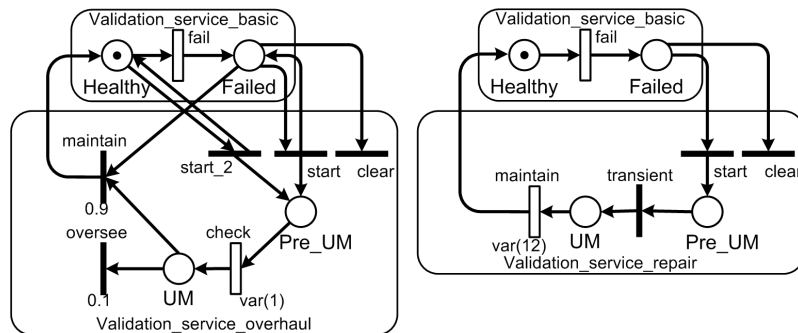 Validation_service_basic
fail
Healthy
Failed
maintain
start_2
start
clear
0.9
oversee
check
Pre_UM
0.1
UM
var(1)
Validation_service_overhaul
Validation_service_basic
fail
Healthy
Failed
start
clear
maintain
transient
var(12)
UM
Pre_UM
Validation_service_repair